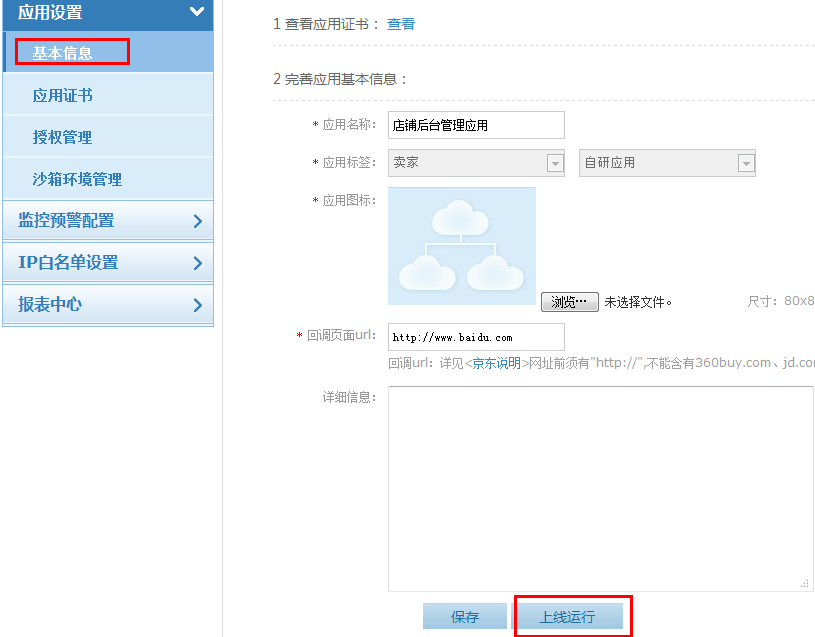 应用设置
基本信息
应用证书
授权管理
沙箱环境管理
监控预警配置
IP白名单设置
报表中心
1 查看应用证书： 查看
2 完善应用基本信息：
* 应用名称： 店铺后台管理应用
* 应用标签： 卖家 自研应用
* 应用图标：
浏览… 未选择文件。 尺寸：80x8
* 回调页面url： http://www.baidu.com
回调url：详见<京东说明>网址前须有"http://",不能含有360buy.com、jd.com
详细信息：
保存 上线运行